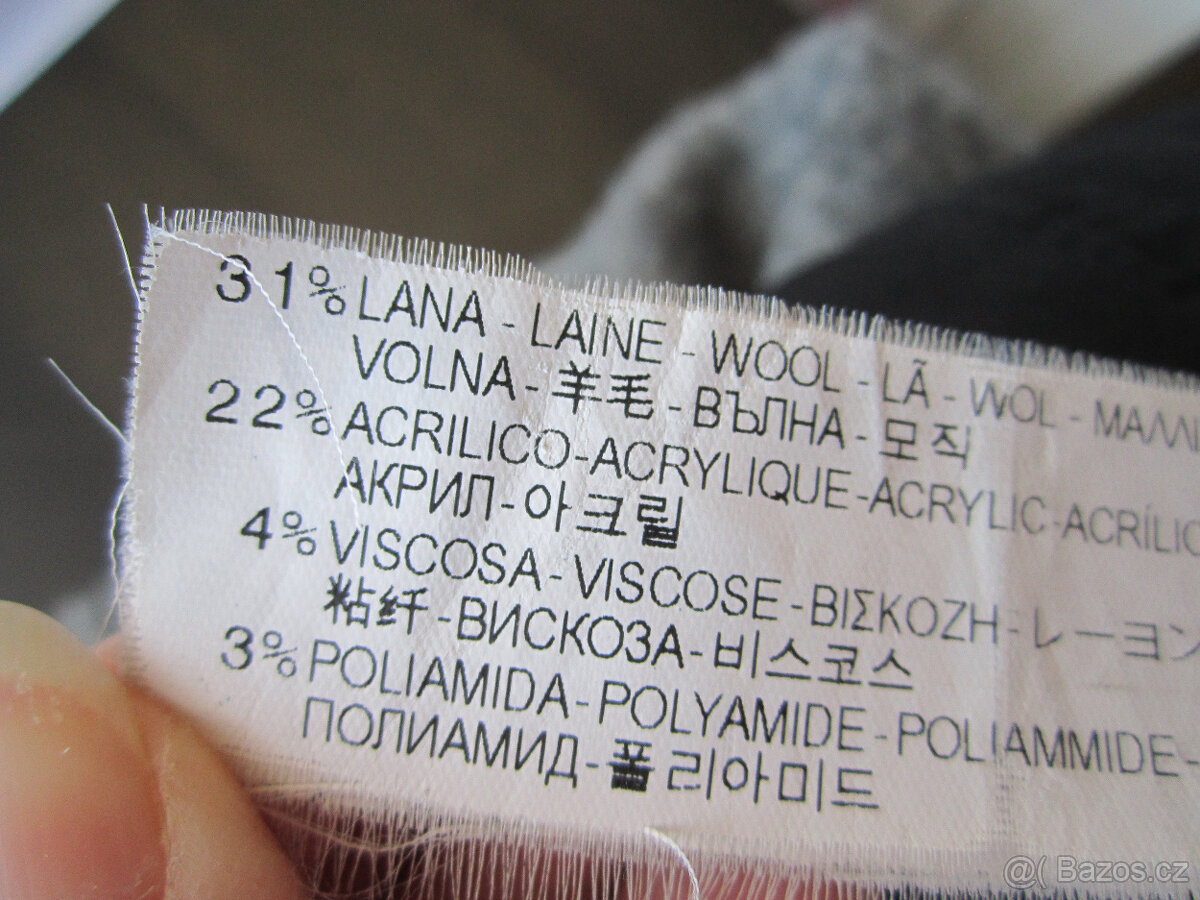 31% LANA - LAINE - WOOL - LÃ - WOL - ΜΑΛΛΙ
VOLNA - 羊毛 - ВЪЛНА - 모직
22% ACRILICO-ACRYLIQUE-ACRYLIC-ACRÍLICO
АКРИЛ-아크릴
4% VISCOSA-VISCOSE-ΒΙΣΚΟΖΗ-レーヨン
粘纤-ВИСКОЗА-비스코스
3% POLIAMIDA-POLYAMIDE-POLIAMMIDE-
ПОЛИАМИД-폴리아미드
@( Bazos.cz